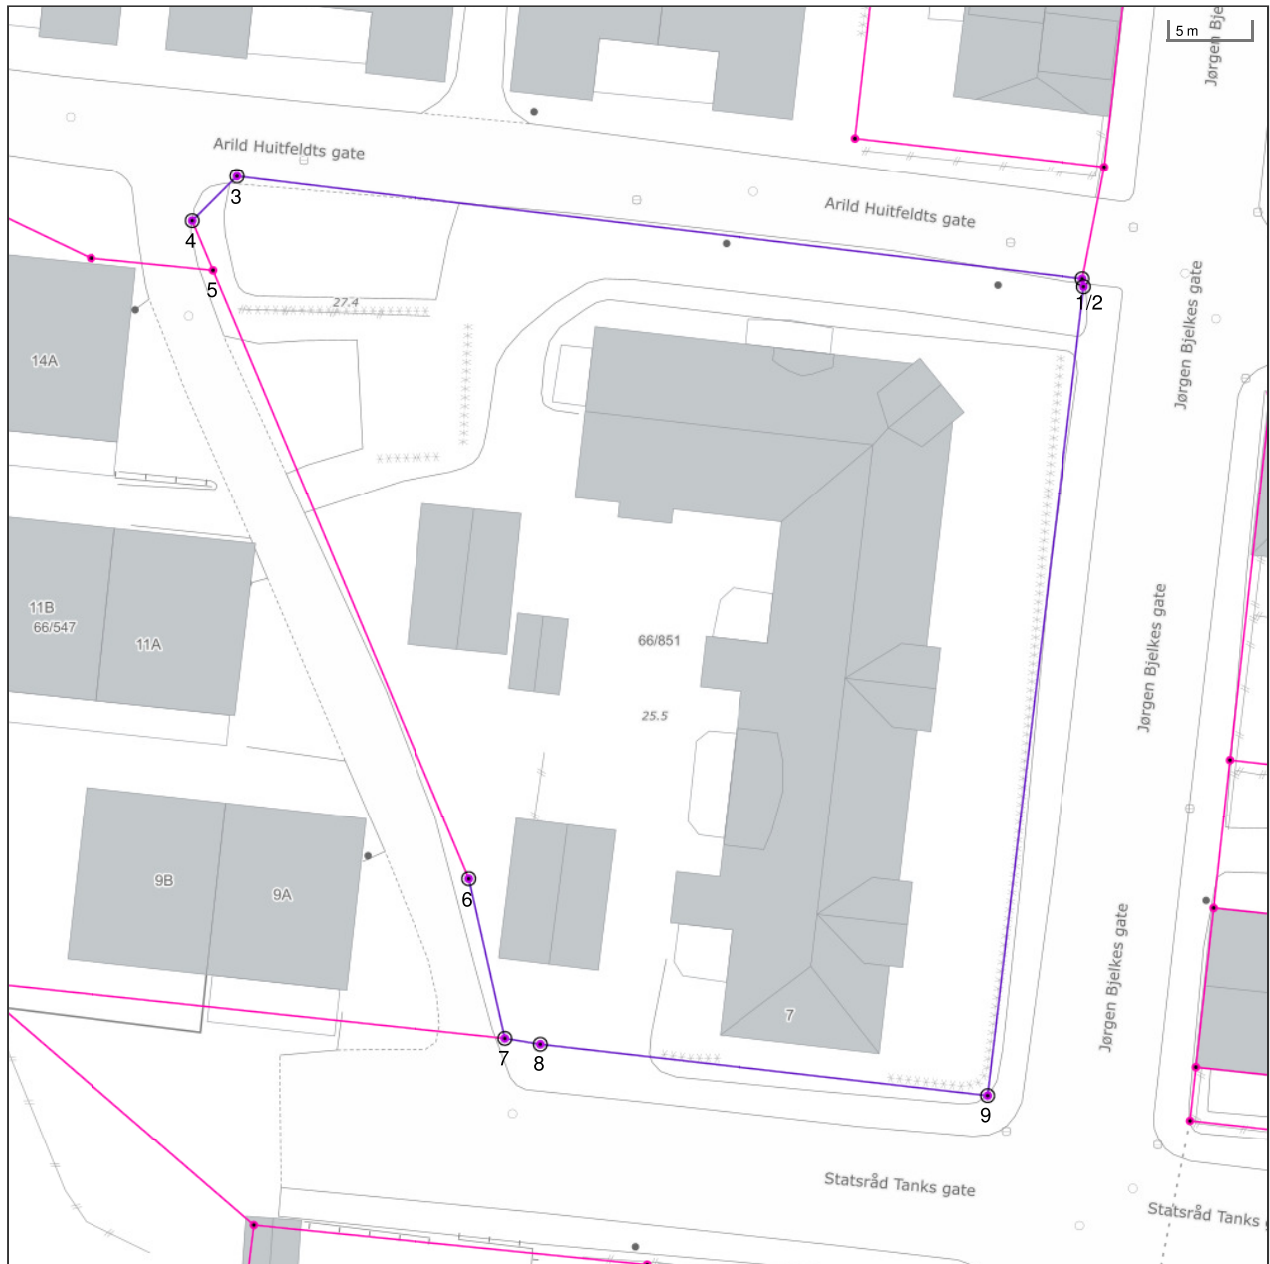 5 m
Jørgen Bje
Arild Huitfeldts gate
3
Arild Huitfeldts gate
4
5
1/2
27.4
Jørgen Bjelkes gate
14A
11B
66/547
11A
66/851
25.5
Jørgen Bjelkes gate
9B
9A
6
Jørgen Bjelkes gate
7
7
8
9
Statsråd Tanks gate
Statsråd Tanks